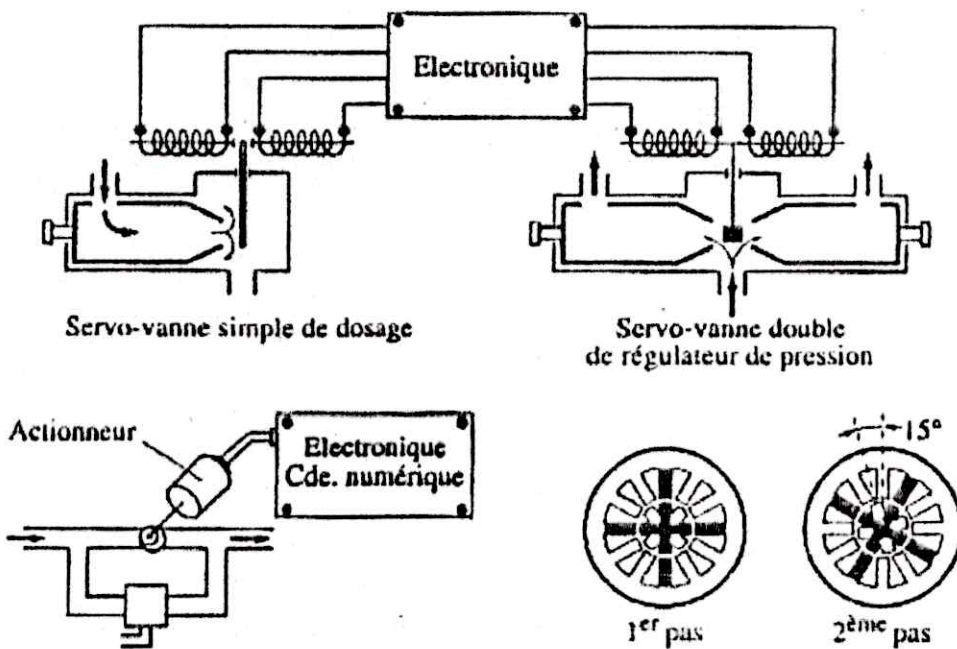 Electronique
Servo-vanne simple de dosage
Servo-vanne double
de régulateur de pression
Actionneur
Electronique
Cde. numérique
15°
1er pas
2ème pas